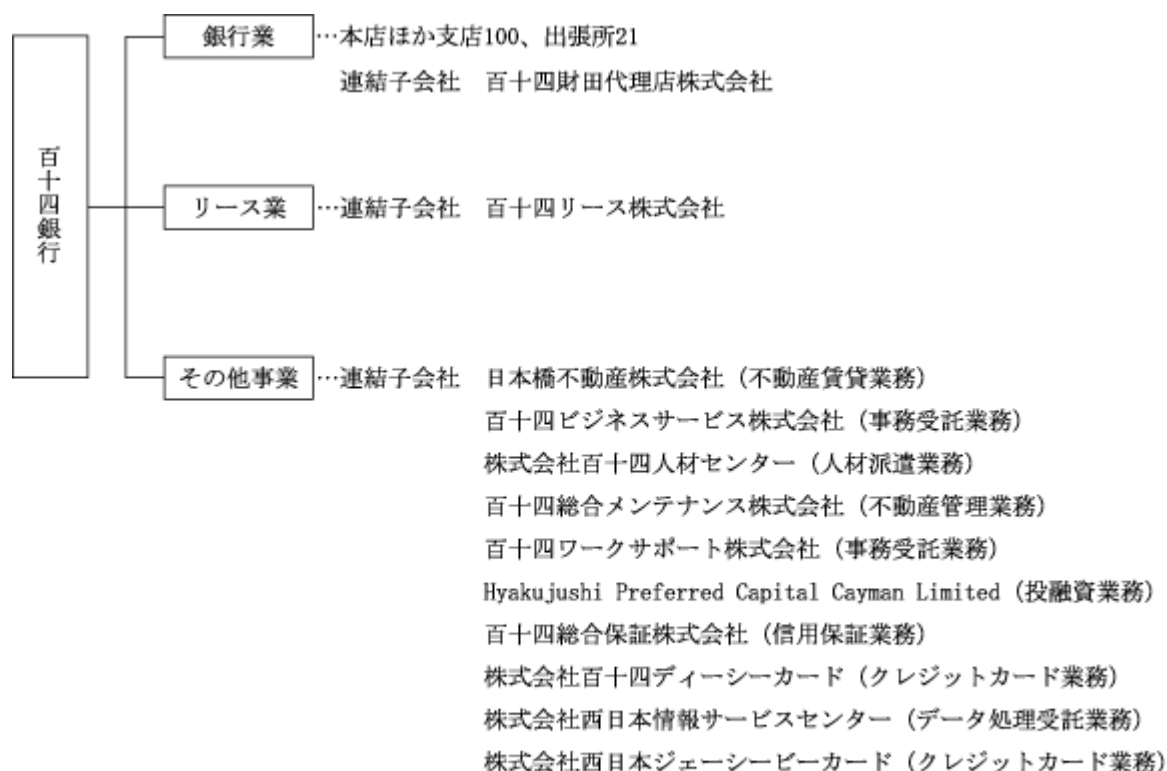 百十四銀行
銀行業…本店ほか支店100、出張所21
連結子会社 百十四財田代理店株式会社
リース業…連結子会社 百十四リース株式会社
その他事業…連結子会社 日本橋不動産株式会社(不動産賃貸業務)
百十四ビジネスサービス株式会社(事務受託業務)
株式会社百十四人材センター(人材派遣業務)
百十四総合メンテナンス株式会社(不動産管理業務)
百十四ワークサポート株式会社(事務受託業務)
Hyakujushi Preferred Capital Cayman Limited(投融資業務)
百十四総合保証株式会社(信用保証業務)
株式会社百十四ディーシーカード(クレジットカード業務)
株式会社西日本情報サービスセンター(データ処理受託業務)
株式会社西日本ジェーシービーカード(クレジットカード業務)